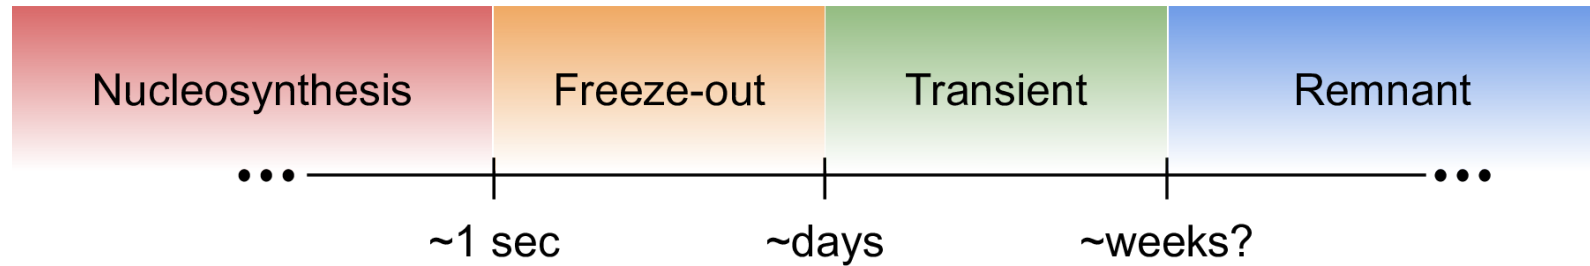 Nucleosynthesis Freeze-out Transient Remnant
~1 sec ~days ~weeks?